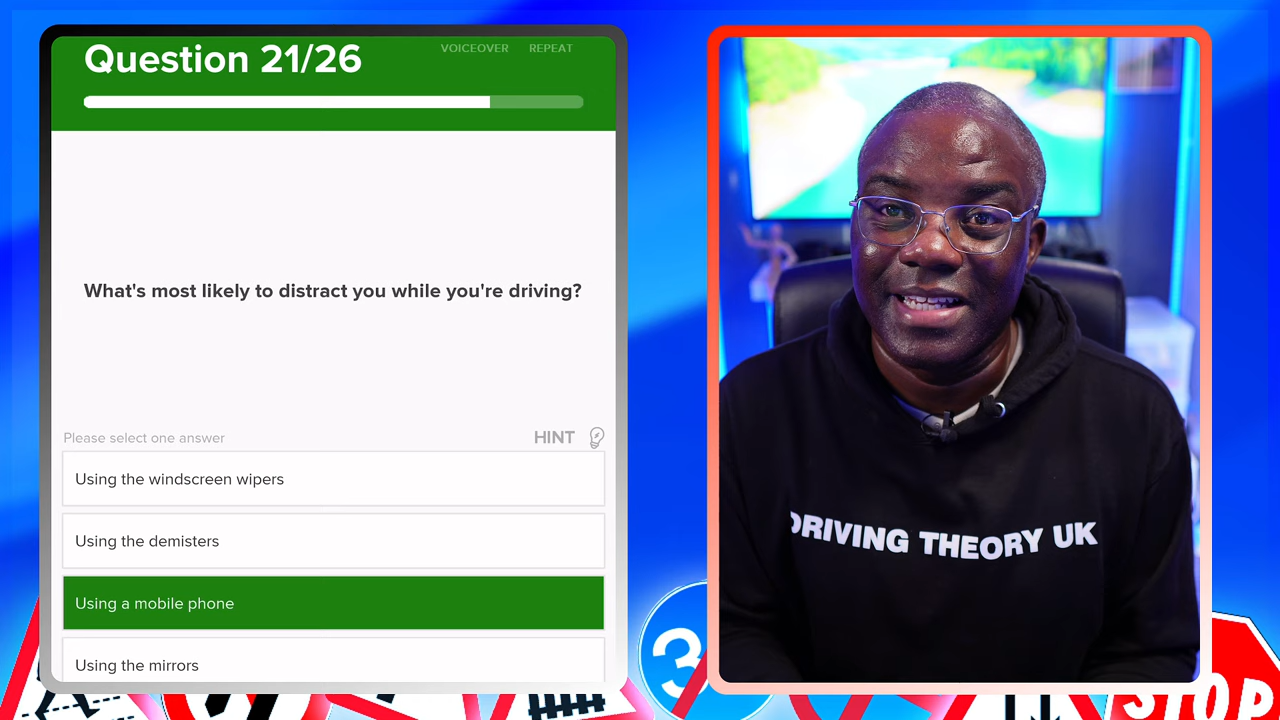 Question 21/26
VOICEOVER REPEAT
What's most likely to distract you while you're driving?
Please select one answer
HINT
Using the windscreen wipers
Using the demisters
Using a mobile phone
Using the mirrors
DRIVING THEORY UK
3
STOP